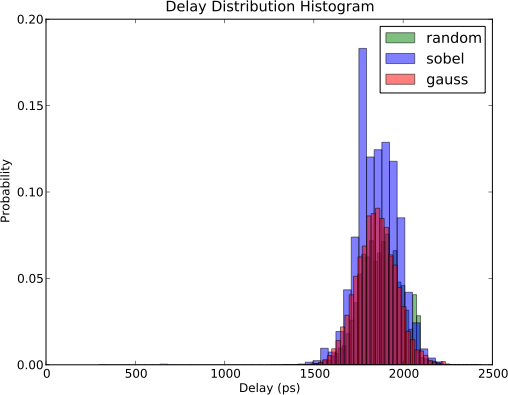 Delay Distribution Histogram
0.20
0.15
0.10
0.05
0.00
Probability
random
sobel
gauss
0 500 1000 1500 2000 2500
Delay (ps)